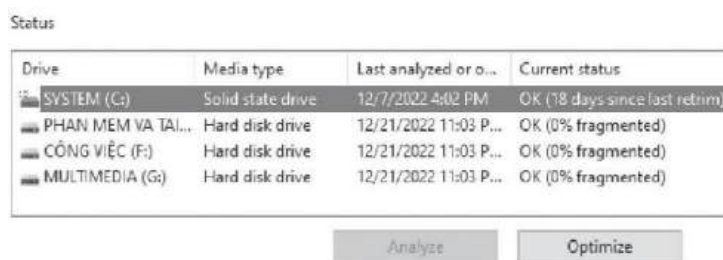 Status
Drive Media type Last analyzed or o... Current status
SYSTEM (C:) Solid state drive 12/7/2022 4:02 PM OK (18 days since last retrim)
PHAN MEM VA TAI... Hard disk drive 12/21/2022 11:03 P... OK (0% fragmented)
CÔNG VIỆC (F:) Hard disk drive 12/21/2022 11:03 P... OK (0% fragmented)
MULTIMEDIA (G:) Hard disk drive 12/21/2022 11:03 P... OK (0% fragmented)
Analyze Optimize